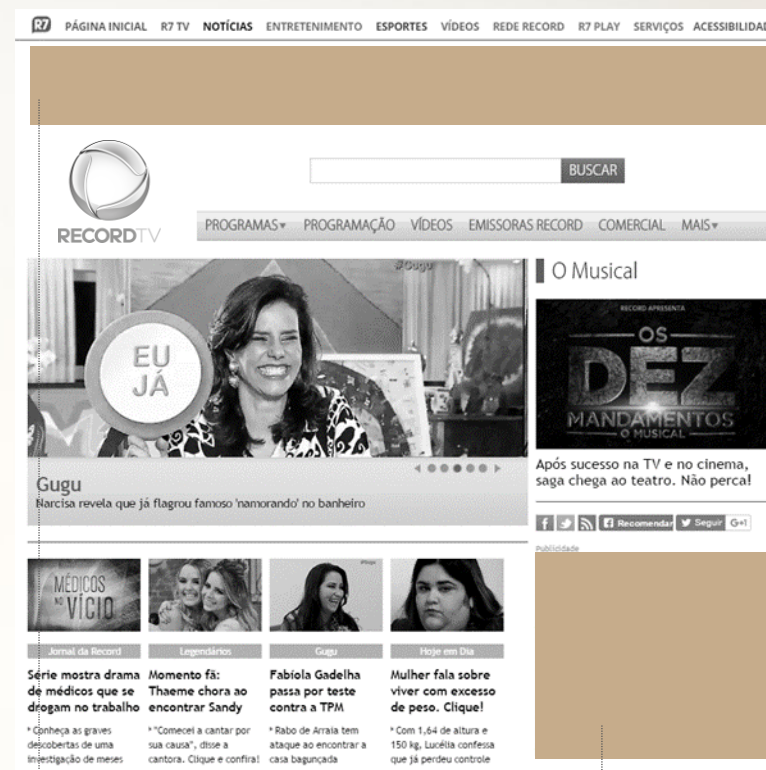 R7 PÁGINA INICIAL R7 TV NOTÍCIAS ENTRETENIMENTO ESPORTES VÍDEOS REDE RECORD R7 PLAY SERVIÇOS ACESSIBILIDAD
BUSCAR
RECORDTV
PROGRAMAS PROGRAMAÇÃO VÍDEOS EMISSORAS RECORD COMERCIAL MAIS
#Gugu
EU
JÁ
Gugu
Narcisa revela que já flagrou famoso 'namorando' no banheiro
O Musical
RECORD APRESENTA
OS
DEZ
MANDAMENTOS
O MUSICAL
Após sucesso na TV e no cinema,
saga chega ao teatro. Não perca!
Recomendar Seguir G+1
Publicidade
MÉDICOS
NO VÍCIO
Jornal da Record
Série mostra drama
de médicos que se
drogam no trabalho
Conheça as graves
descobertas de uma
investigação de meses
Legendários
Momento fã:
Thaeme chora ao
encontrar Sandy
"Comecei a cantar por
sua causa", disse a
cantora. Clique e confira!
#Gugu
Gugu
Fabíola Gadelha
passa por teste
contra a TPM
Rabo de Arraia tem
ataque ao encontrar a
casa bagunçada
Hoje em Dia
Mulher fala sobre
viver com excesso
de peso. Clique!
Com 1,64 de altura e
150 kg, Lucélia confessa
que já perdeu controle